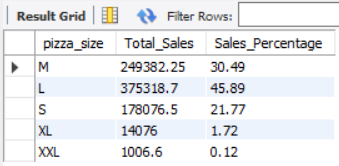 Result Grid Filter Rows:
pizza_size Total_Sales Sales_Percentage
M 249382.25 30.49
L 375318.7 45.89
S 178076.5 21.77
XL 14076 1.72
XXL 1006.6 0.12